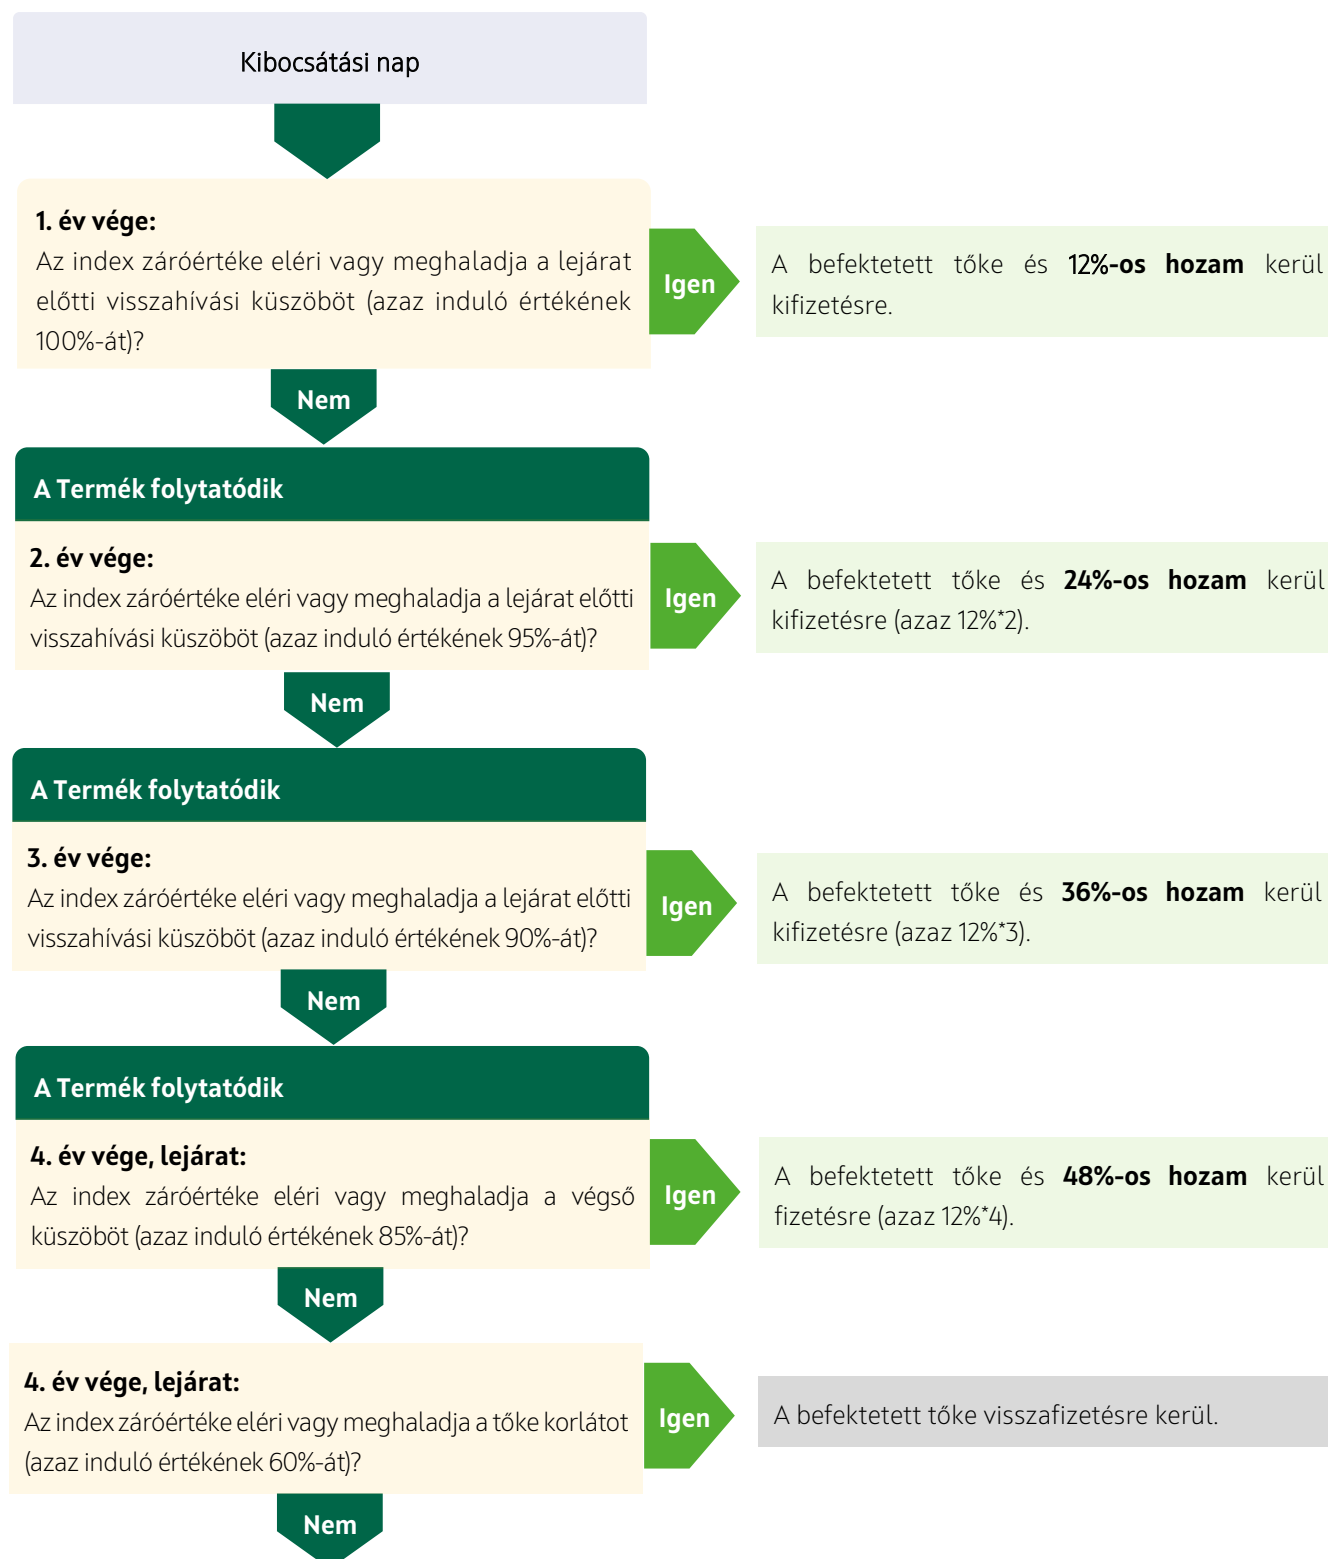 Kibocsátási nap
1. év vége:
Az index záróértéke eléri vagy meghaladja a lejárat
előtti visszahívási küszöböt (azaz induló értékének
100%-át)?
Igen
A befektetett tőke és 12%-os hozam kerül
kifizetésre.
Nem
A Termék folytatódik
2. év vége:
Az index záróértéke eléri vagy meghaladja a lejárat előtti
visszahívási küszöböt (azaz induló értékének 95%-át)?
Igen
A befektetett tőke és 24%-os hozam kerül
kifizetésre (azaz 12%*2).
Nem
A Termék folytatódik
3. év vége:
Az index záróértéke eléri vagy meghaladja a lejárat előtti
visszahívási küszöböt (azaz induló értékének 90%-át)?
Igen
A befektetett tőke és 36%-os hozam kerül
kifizetésre (azaz 12%*3).
Nem
A Termék folytatódik
4. év vége, lejárat:
Az index záróértéke eléri vagy meghaladja a végső
küszöböt (azaz induló értékének 85%-át)?
Igen
A befektetett tőke és 48%-os hozam kerül
fizetésre (azaz 12%*4).
Nem
4. év vége, lejárat:
Az index záróértéke eléri vagy meghaladja a tőke korlátot
(azaz induló értékének 60%-át)?
Igen
A befektetett tőke visszafizetésre kerül.
Nem